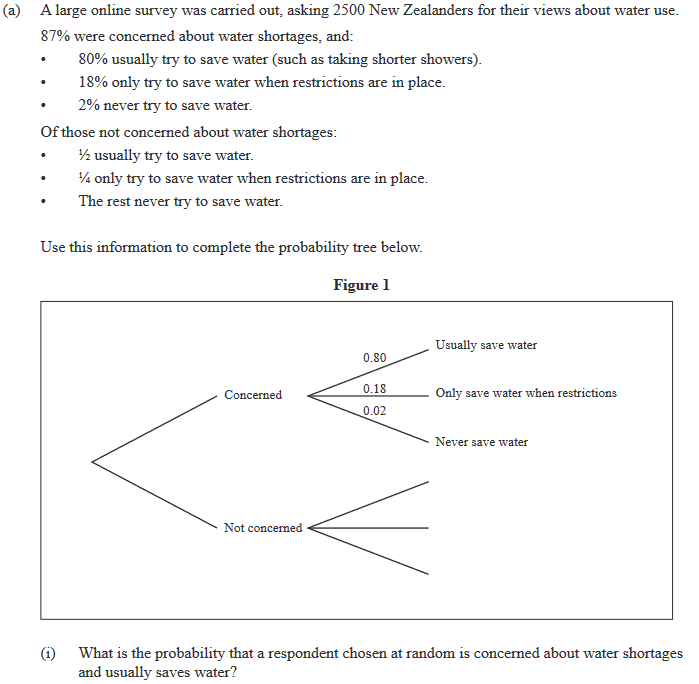 (a) A large online survey was carried out, asking 2500 New Zealanders for their views about water use.
87% were concerned about water shortages, and:
• 80% usually try to save water (such as taking shorter showers).
• 18% only try to save water when restrictions are in place.
• 2% never try to save water.
Of those not concerned about water shortages:
• ½ usually try to save water.
• ¼ only try to save water when restrictions are in place.
• The rest never try to save water.
Use this information to complete the probability tree below.
Figure 1
Usually save water
0.80
0.18
Concerned
Only save water when restrictions
0.02
Never save water
Not concerned
(i) What is the probability that a respondent chosen at random is concerned about water shortages
and usually saves water?